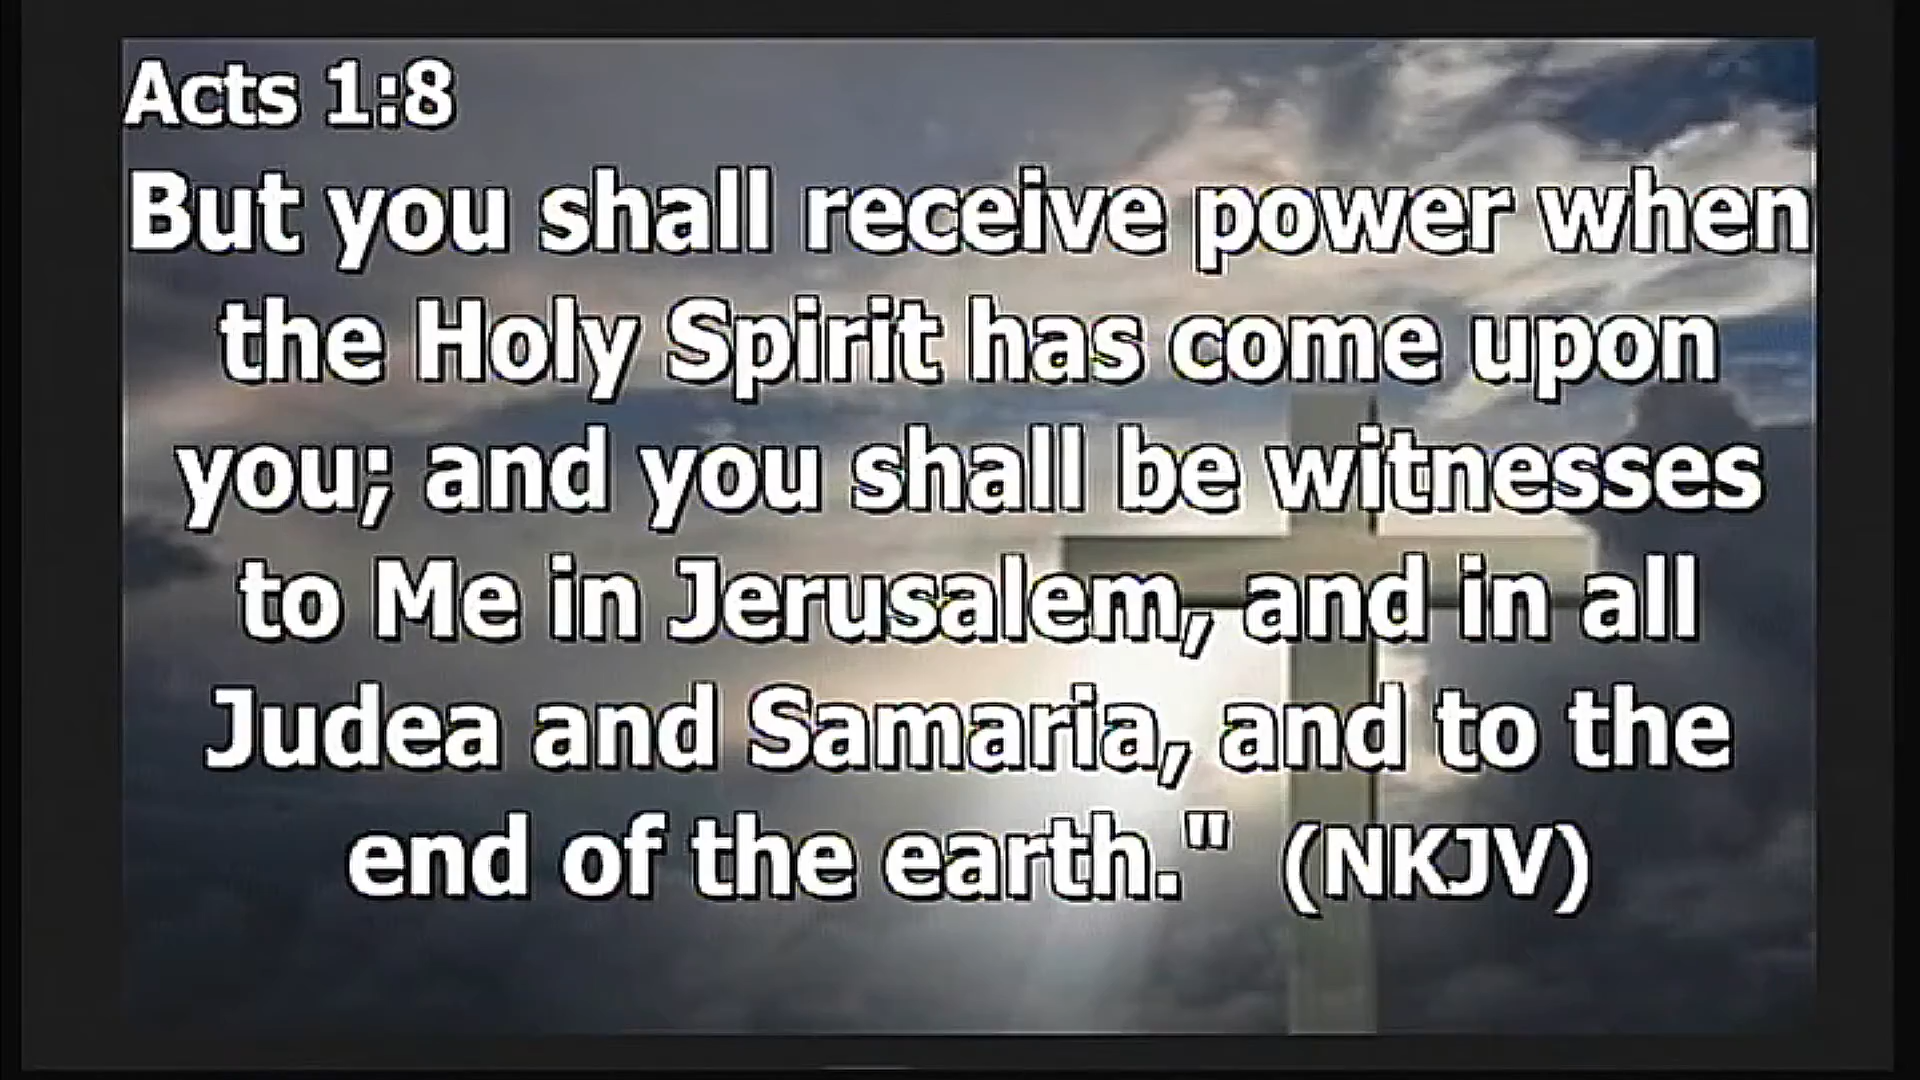 Acts 1:8
But you shall receive power when
the Holy Spirit has come upon
you; and you shall be witnesses
to Me in Jerusalem, and in all
Judea and Samaria, and to the
end of the earth." (NKJV)